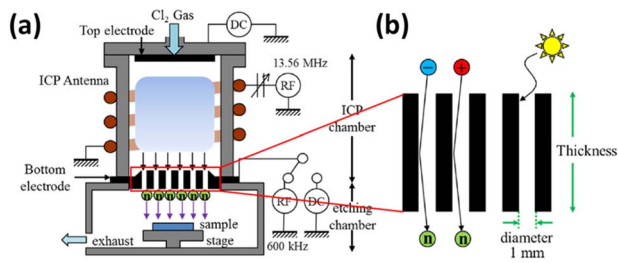 (a)
Cl₂ Gas
Top electrode
DC
ICP Antenna
13.56 MHz
RF
ICP
chamber
Bottom
electrode
n n n n n n
RF
DC
etching
chamber
sample
stage
exhaust
600 kHz
(b)
− +
Thickness
n n
diameter
1 mm